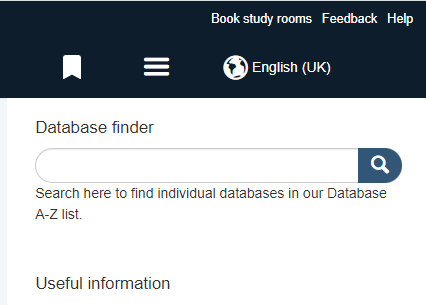 Book study rooms Feedback Help
English (UK)
Database finder
Search here to find individual databases in our Database
A-Z list.
Useful information